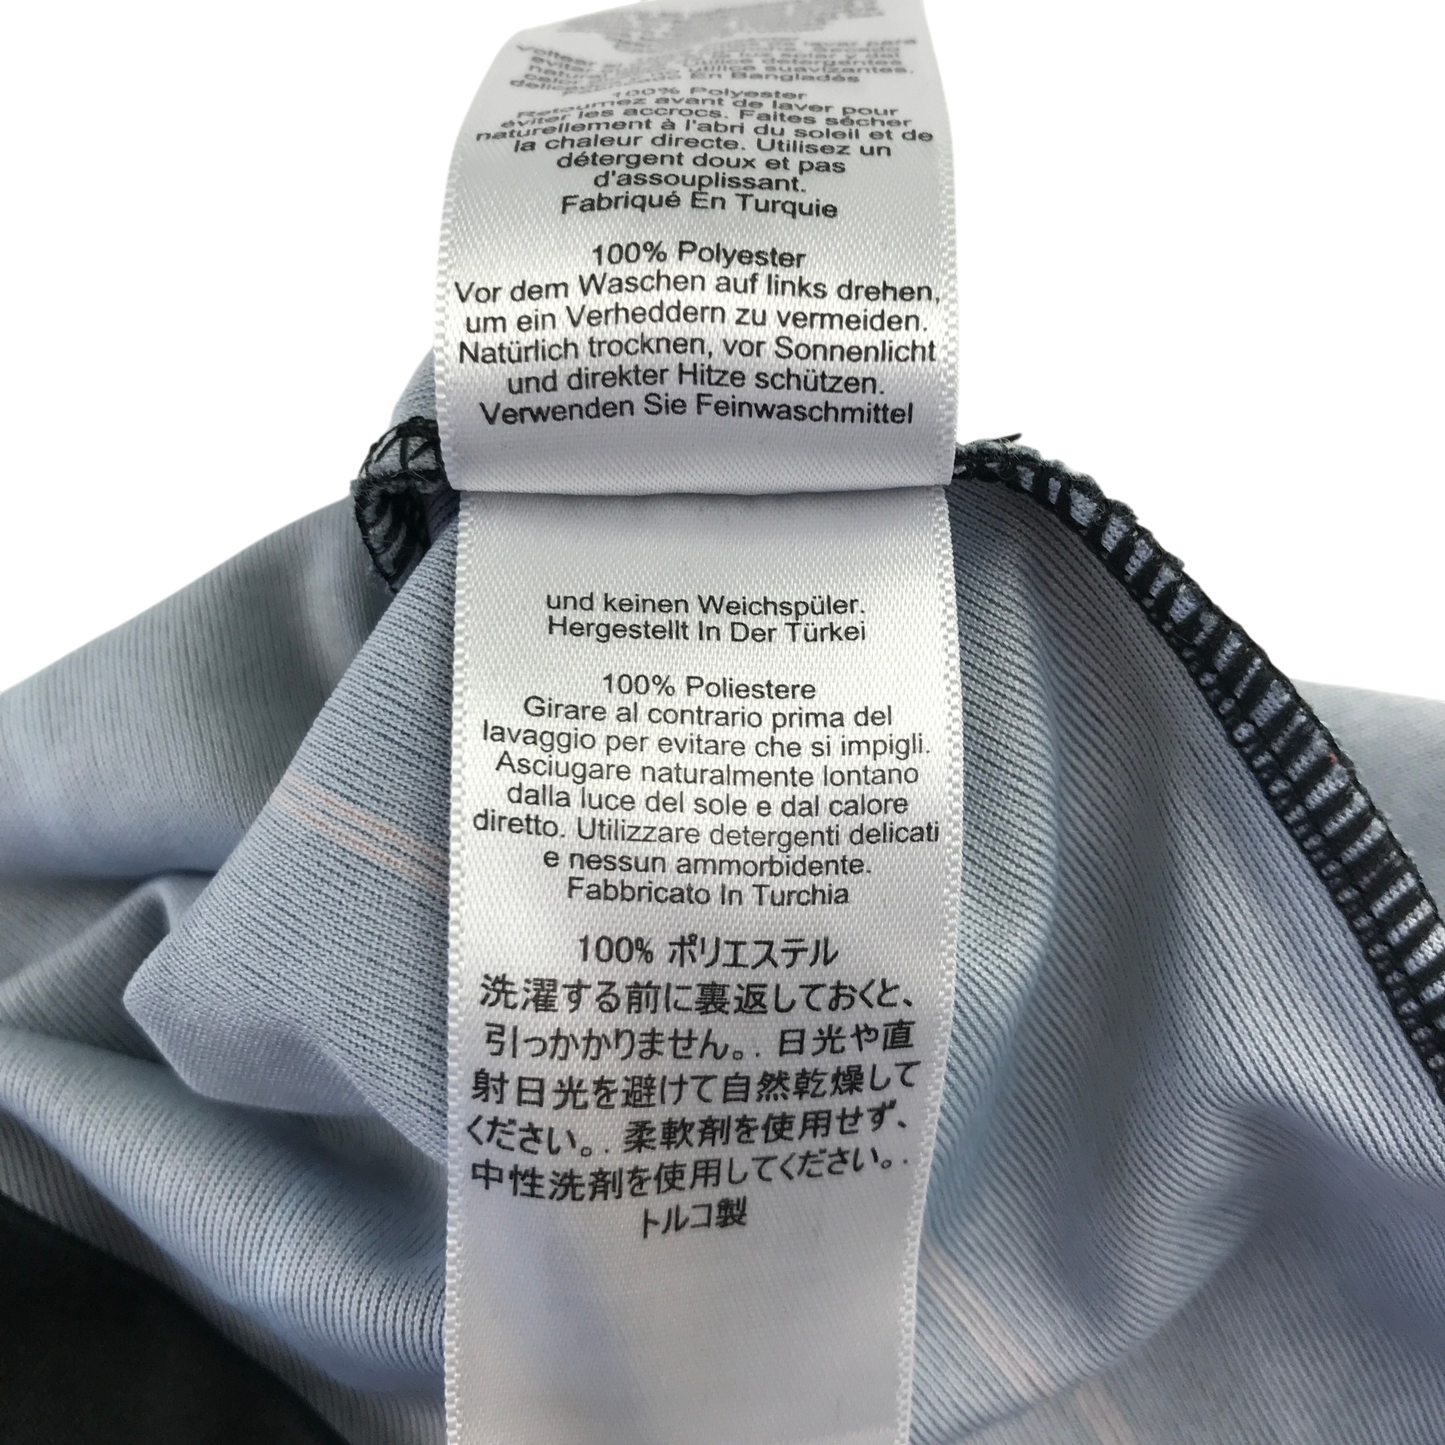 100% Polyester
Retournez avant de laver pour
éviter les accrocs. Faites sécher
naturellement à l'abri du soleil et de
la chaleur directe. Utilisez un
détergent doux et pas
d'assouplissant.
Fabriqué En Turquie
100% Polyester
Vor dem Waschen auf links drehen,
um ein Verheddern zu vermeiden.
Natürlich trocknen, vor Sonnenlicht
und direkter Hitze schützen.
Verwenden Sie Feinwaschmittel
und keinen Weichspüler.
Hergestellt In Der Türkei
100% Poliestere
Girare al contrario prima del
lavaggio per evitare che si impigli.
Asciugare naturalmente lontano
dalla luce del sole e dal calore
diretto. Utilizzare detergenti delicati
e nessun ammorbidente.
Fabbricato In Turchia
100% ポリエステル
洗濯する前に裏返しておくと、
引っかかりません。. 日光や直
射日光を避けて自然乾燥して
ください。. 柔軟剤を使用せず、
中性洗剤を使用してください。.
トルコ製